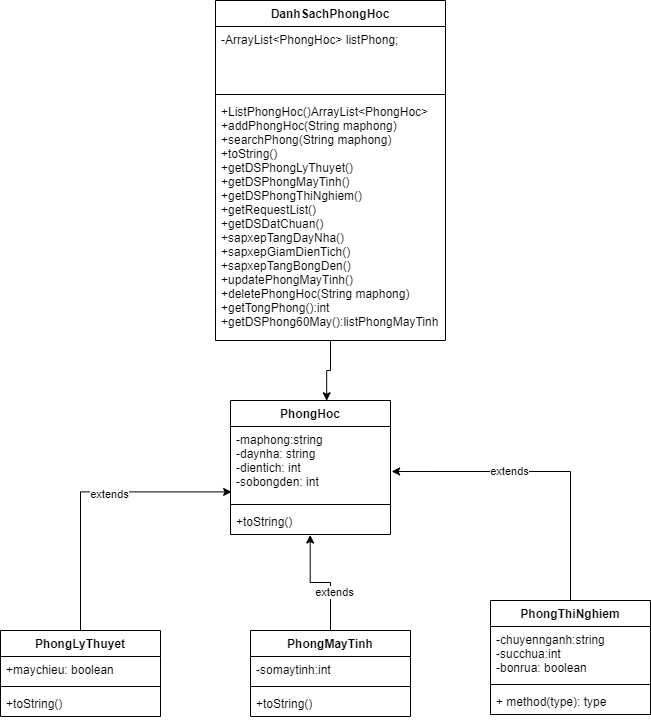 DanhSachPhongHoc
-ArrayList<PhongHoc> listPhong;
+ListPhongHoc()ArrayList<PhongHoc>
+addPhongHoc(String maphong)
+searchPhong(String maphong)
+toString()
+getDSPhongLyThuyet()
+getDSPhongMayTinh()
+getDSPhongThiNghiem()
+getRequestList()
+getDSDatChuan()
+sapxepTangDayNha()
+sapxepGiamDienTich()
+sapxepTangBongDen()
+updatePhongMayTinh()
+deletePhongHoc(String maphong)
+getTongPhong():int
+getDSPhong60May():listPhongMayTinh
PhongHoc
-maphong:string
-daynha: string
-dientich: int
-sobongden: int
+toString()
extends
extends
extends
PhongLyThuyet
+maychieu: boolean
+toString()
PhongMayTinh
-somaytinh:int
+toString()
PhongThiNghiem
-chuyennganh:string
-succhua:int
-bonrua: boolean
+ method(type): type